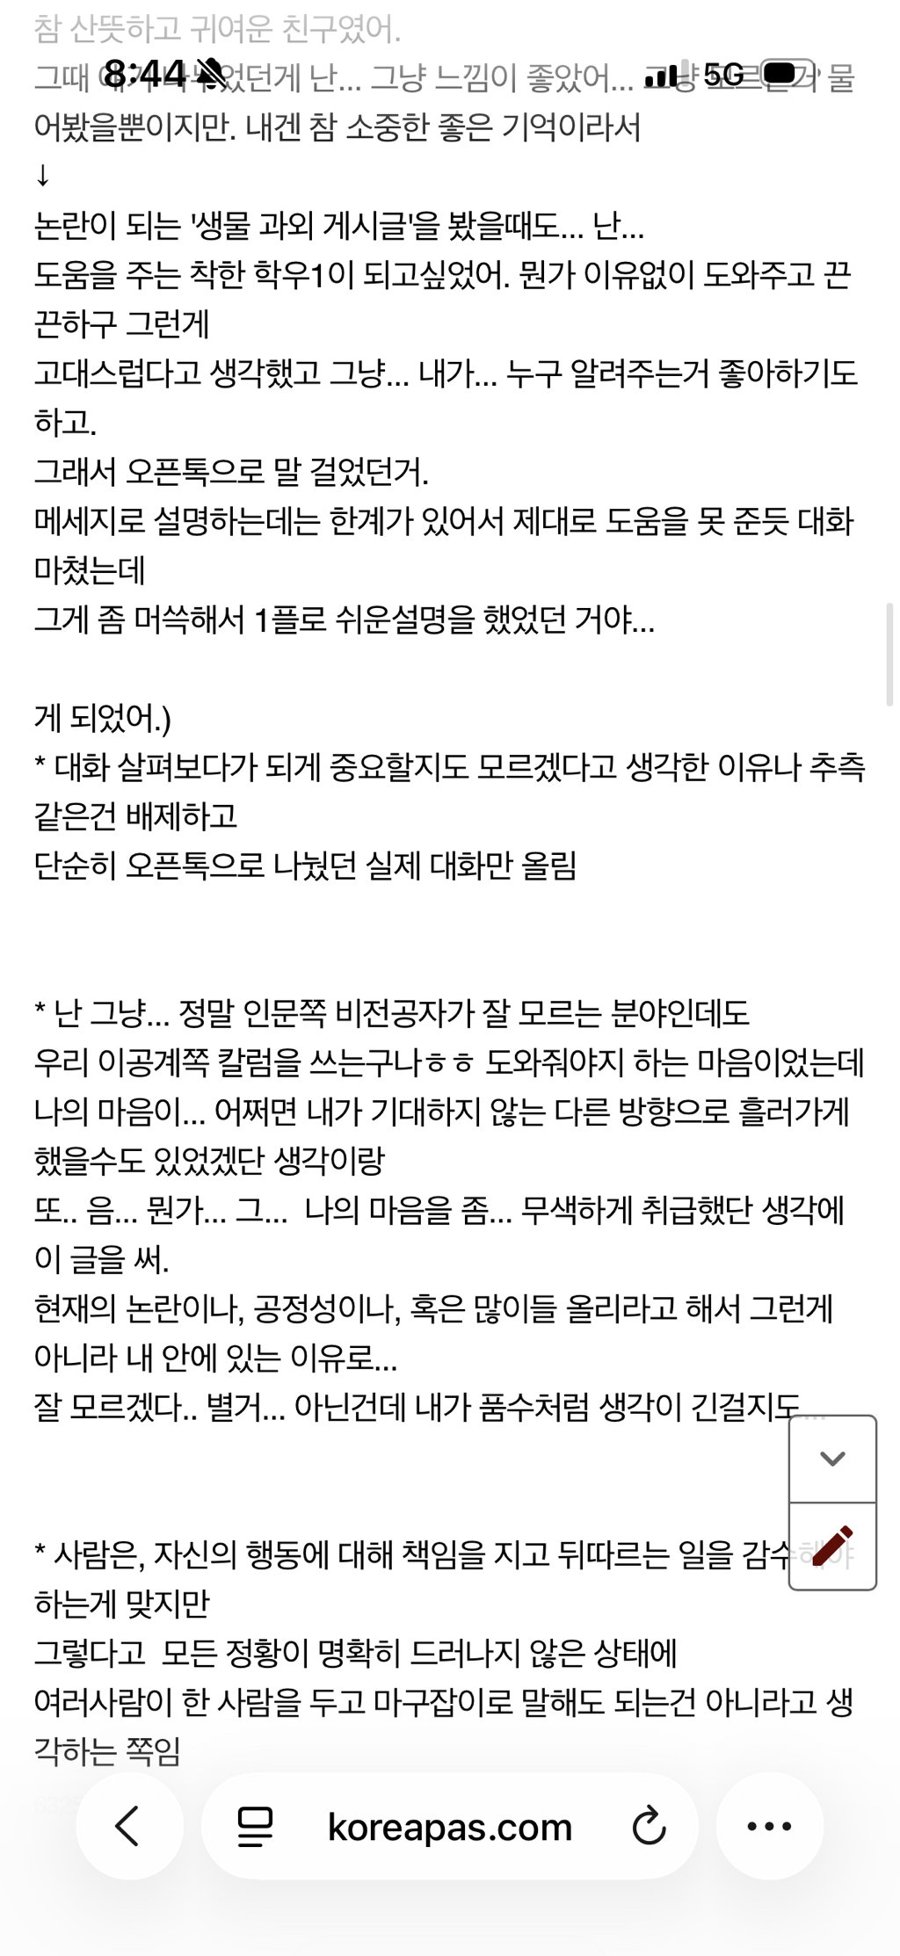 참 산뜻하고 귀여운 친구였어.
8:44
5G
그때 었던게 난... 그냥 느낌이 좋았어... 물
어봤을뿐이지만. 내겐 참 소중한 좋은 기억이라서
↓
논란이 되는 '생물 과외 게시글'을 봤을때도... 난...
도움을 주는 착한 학우1이 되고싶었어. 뭔가 이유없이 도와주고 끈
끈하구 그런게
고대스럽다고 생각했고 그냥... 내가... 누구 알려주는거 좋아하기도
하고.
그래서 오픈톡으로 말 걸었던거.
메세지로 설명하는데는 한계가 있어서 제대로 도움을 못 준듯 대화
마쳤는데
그게 좀 머쓱해서 1플로 쉬운설명을 했었던 거야...
게 되었어.)
* 대화 살펴보다가 되게 중요할지도 모르겠다고 생각한 이유나 추측
같은건 배제하고
단순히 오픈톡으로 나눴던 실제 대화만 올림
* 난 그냥... 정말 인문쪽 비전공자가 잘 모르는 분야인데도
우리 이공계쪽 칼럼을 쓰는구나ㅎㅎ 도와줘야지 하는 마음이었는데
나의 마음이... 어쩌면 내가 기대하지 않는 다른 방향으로 흘러가게
했을수도 있었겠단 생각이랑
또.. 음... 뭔가... 그...  나의 마음을 좀... 무색하게 취급했단 생각에
이 글을 써.
현재의 논란이나, 공정성이나, 혹은 많이들 올리라고 해서 그런게
아니라 내 안에 있는 이유로...
잘 모르겠다.. 별거... 아닌건데 내가 품수처럼 생각이 긴걸지도...
* 사람은, 자신의 행동에 대해 책임을 지고 뒤따르는 일을 감수해야
하는게 맞지만
그렇다고  모든 정황이 명확히 드러나지 않은 상태에
여러사람이 한 사람을 두고 마구잡이로 말해도 되는건 아니라고 생
각하는 쪽임
koreapas.com